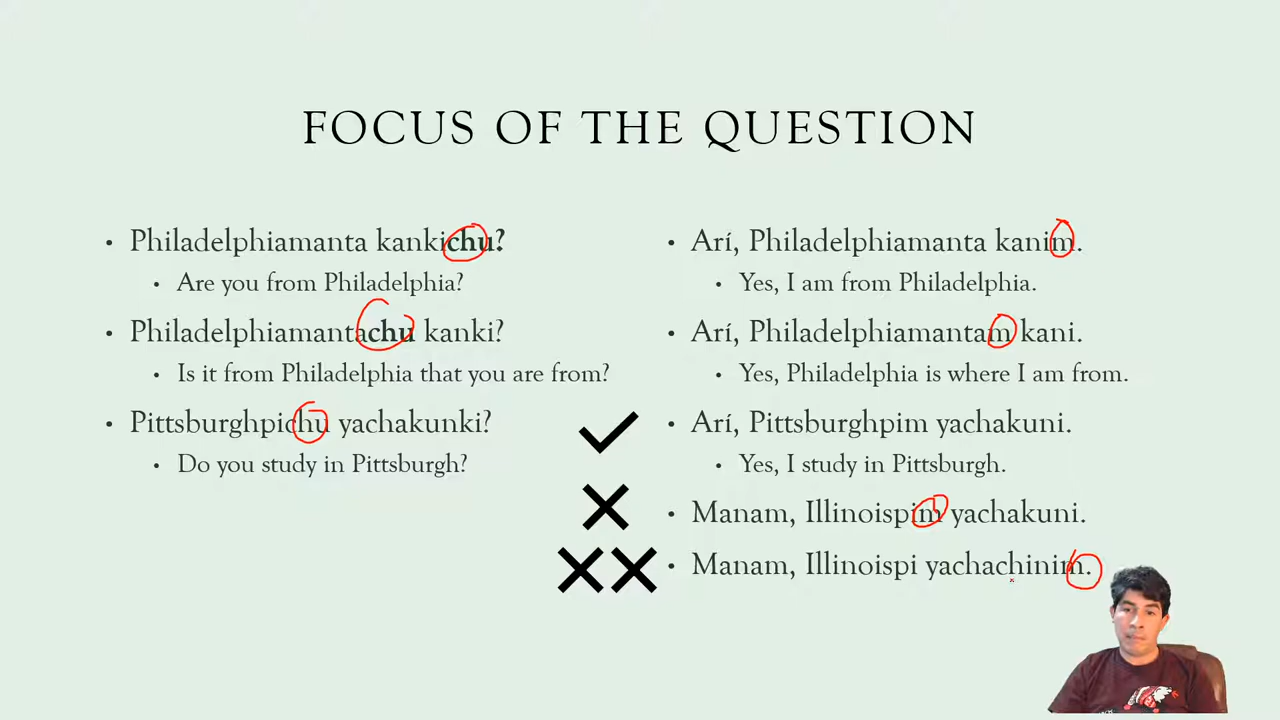 FOCUS OF THE QUESTION
• Philadelphiamanta kankichu?
• Are you from Philadelphia?
• Philadelphiamantachu kanki?
• Is it from Philadelphia that you are from?
• Pittsburghpichu yachakunki?
• Do you study in Pittsburgh?
• Arí, Philadelphiamanta kanim.
• Yes, I am from Philadelphia.
• Arí, Philadelphiamantam kani.
• Yes, Philadelphia is where I am from.
• Arí, Pittsburghpim yachakuni.
• Yes, I study in Pittsburgh.
• Manam, Illinoispim yachakuni.
• Manam, Illinoispi yachachinim.